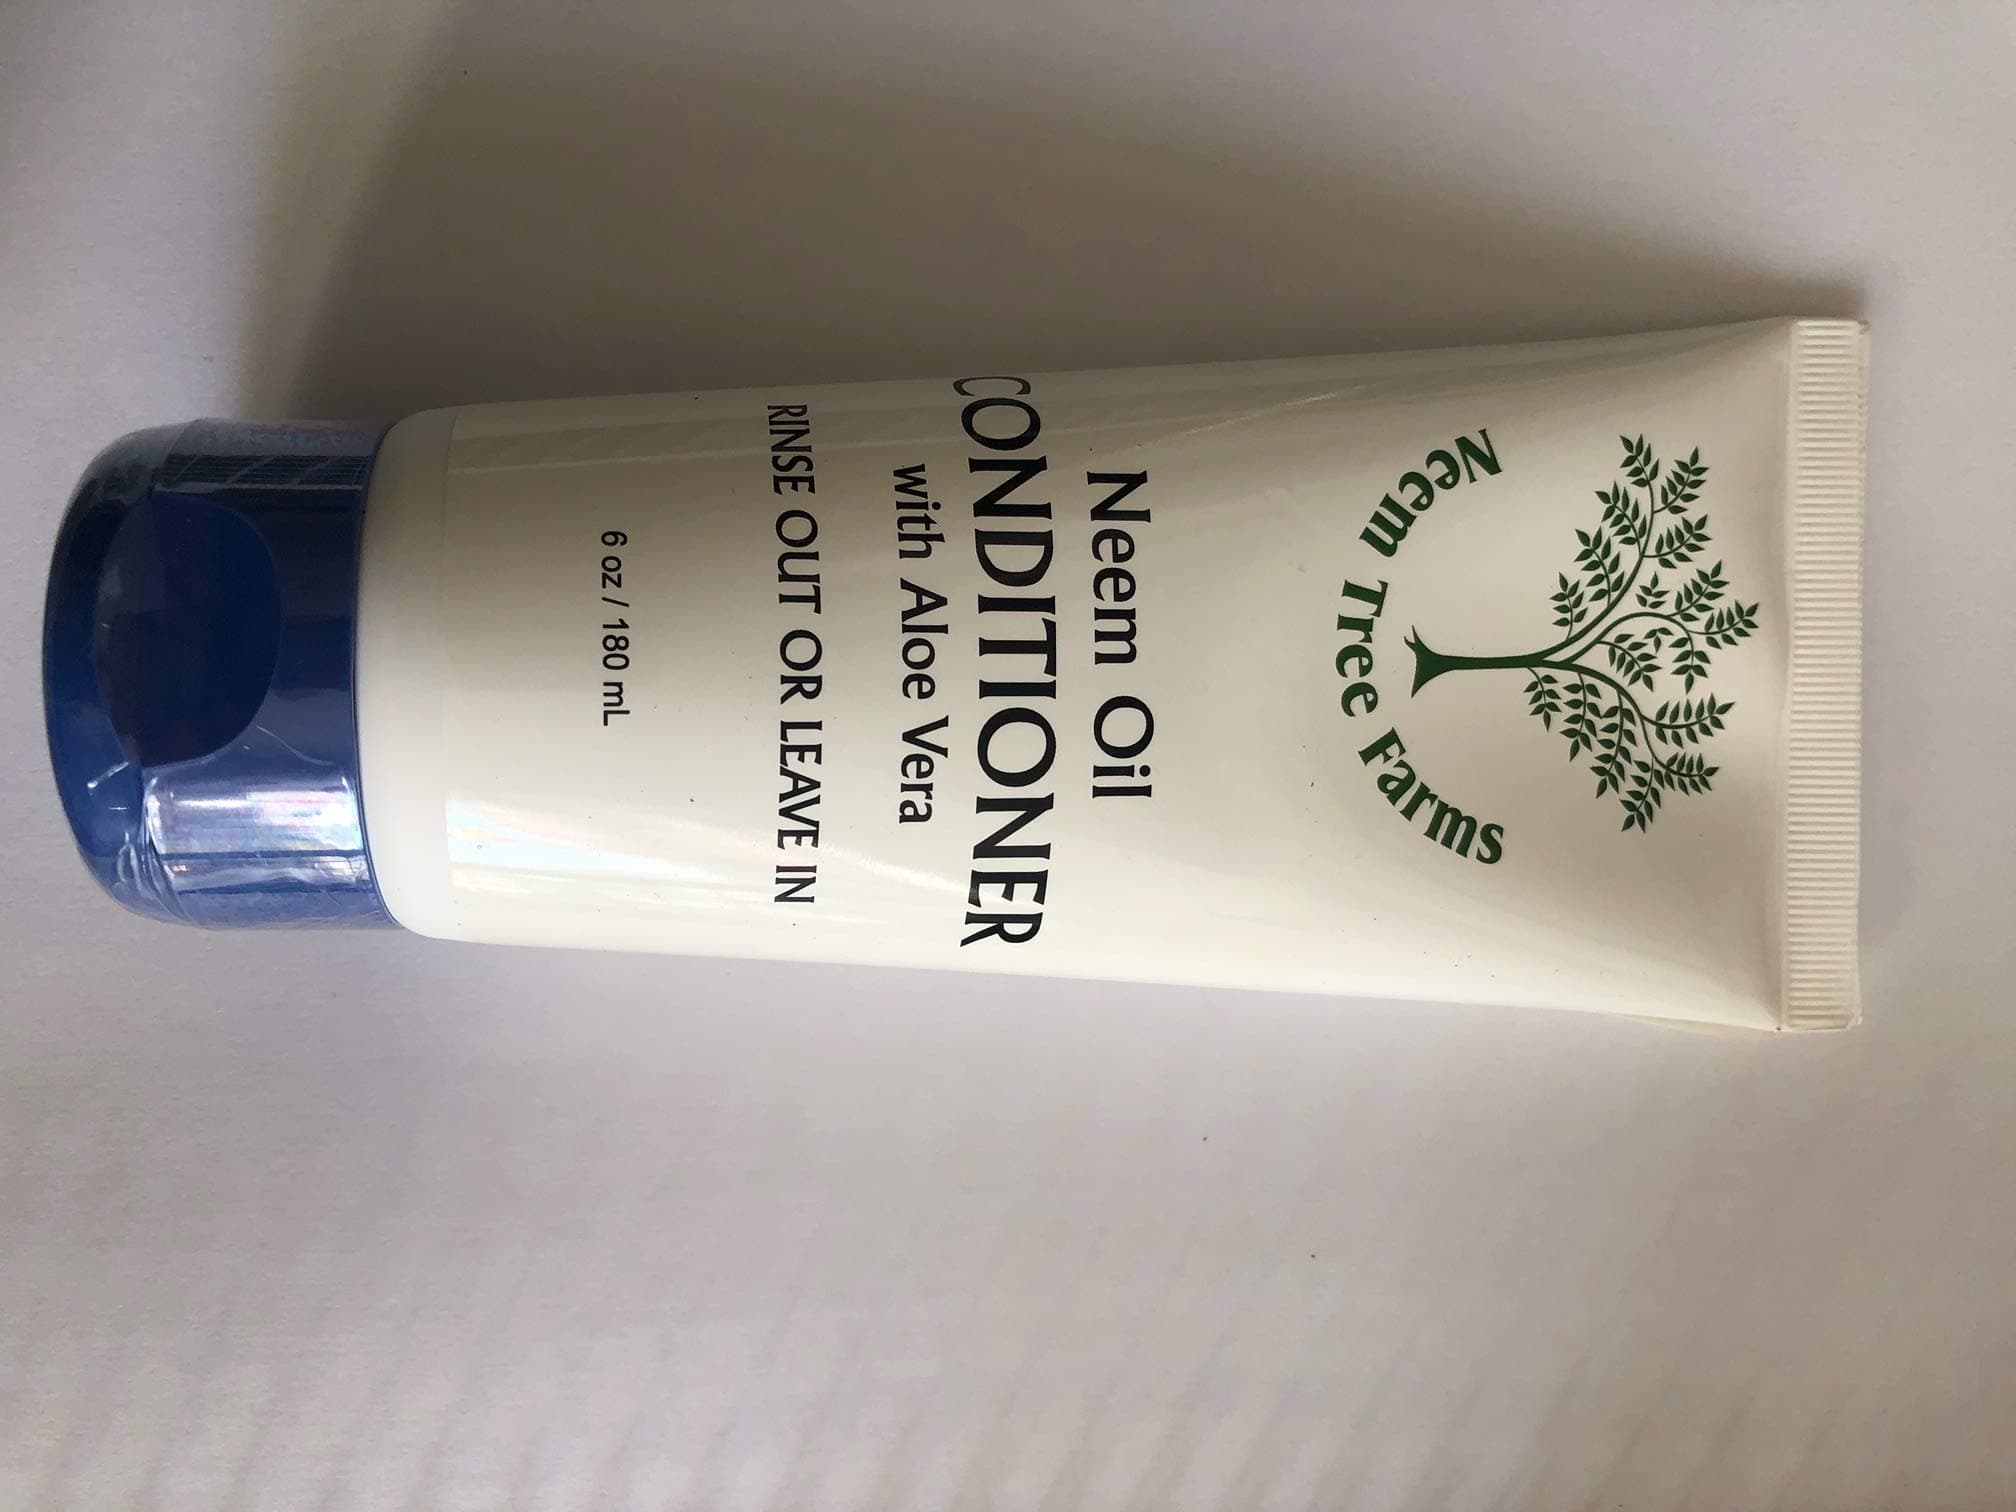 Neem Tree Farms
Neem Oil
CONDITIONER
with Aloe Vera
RINSE OUT OR LEAVE IN
6 oz / 180 mL